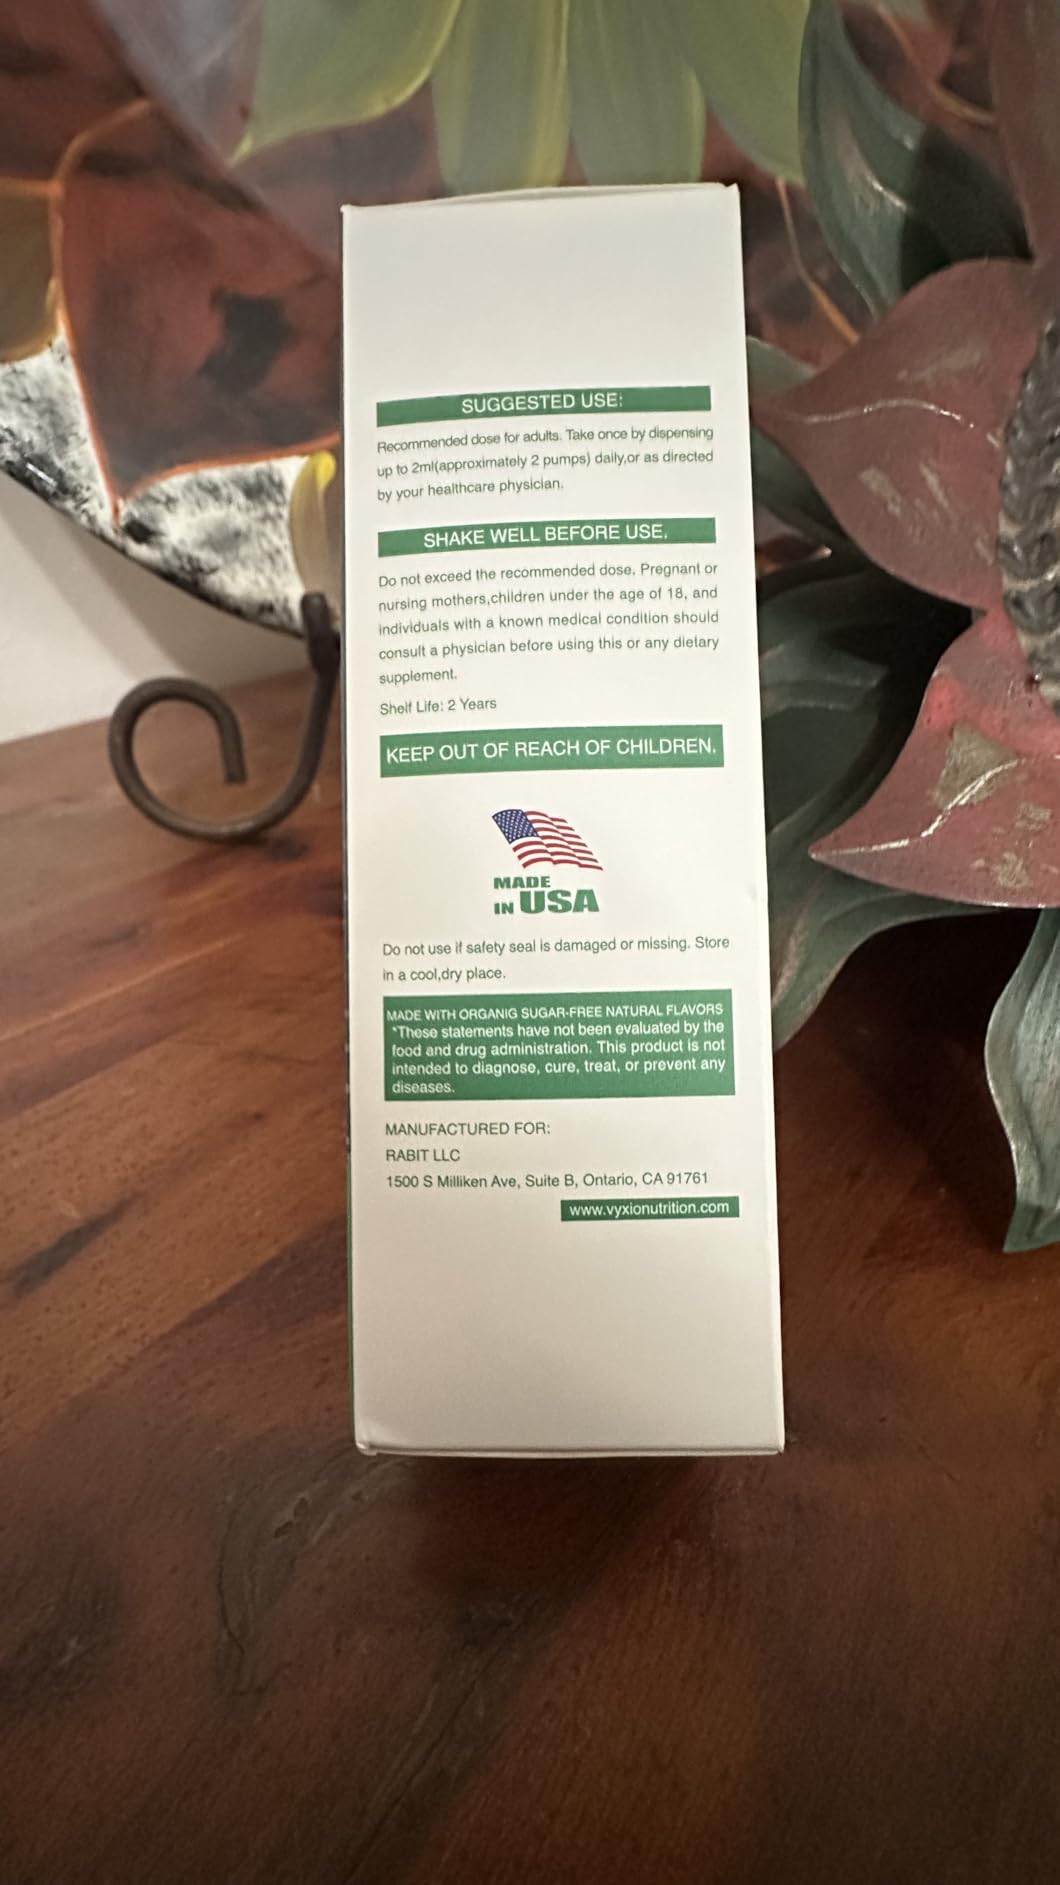 SUGGESTED USE:
Recommended dose for adults. Take once by dispensing
up to 2ml(approximately 2 pumps) daily,or as directed
by your healthcare physician.
SHAKE WELL BEFORE USE.
Do not exceed the recommended dose. Pregnant or
nursing mothers,children under the age of 18, and
individuals with a known medical condition should
consult a physician before using this or any dietary
supplement.
Shelf Life: 2 Years
KEEP OUT OF REACH OF CHILDREN.
MADE
IN USA
Do not use if safety seal is damaged or missing. Store
in a cool,dry place.
MADE WITH ORGANIG SUGAR-FREE NATURAL FLAVORS
*These statements have not been evaluated by the
food and drug administration. This product is not
intended to diagnose, cure, treat, or prevent any
diseases.
MANUFACTURED FOR:
RABIT LLC
1500 S Milliken Ave, Suite B, Ontario, CA 91761
www.vyxionutrition.com